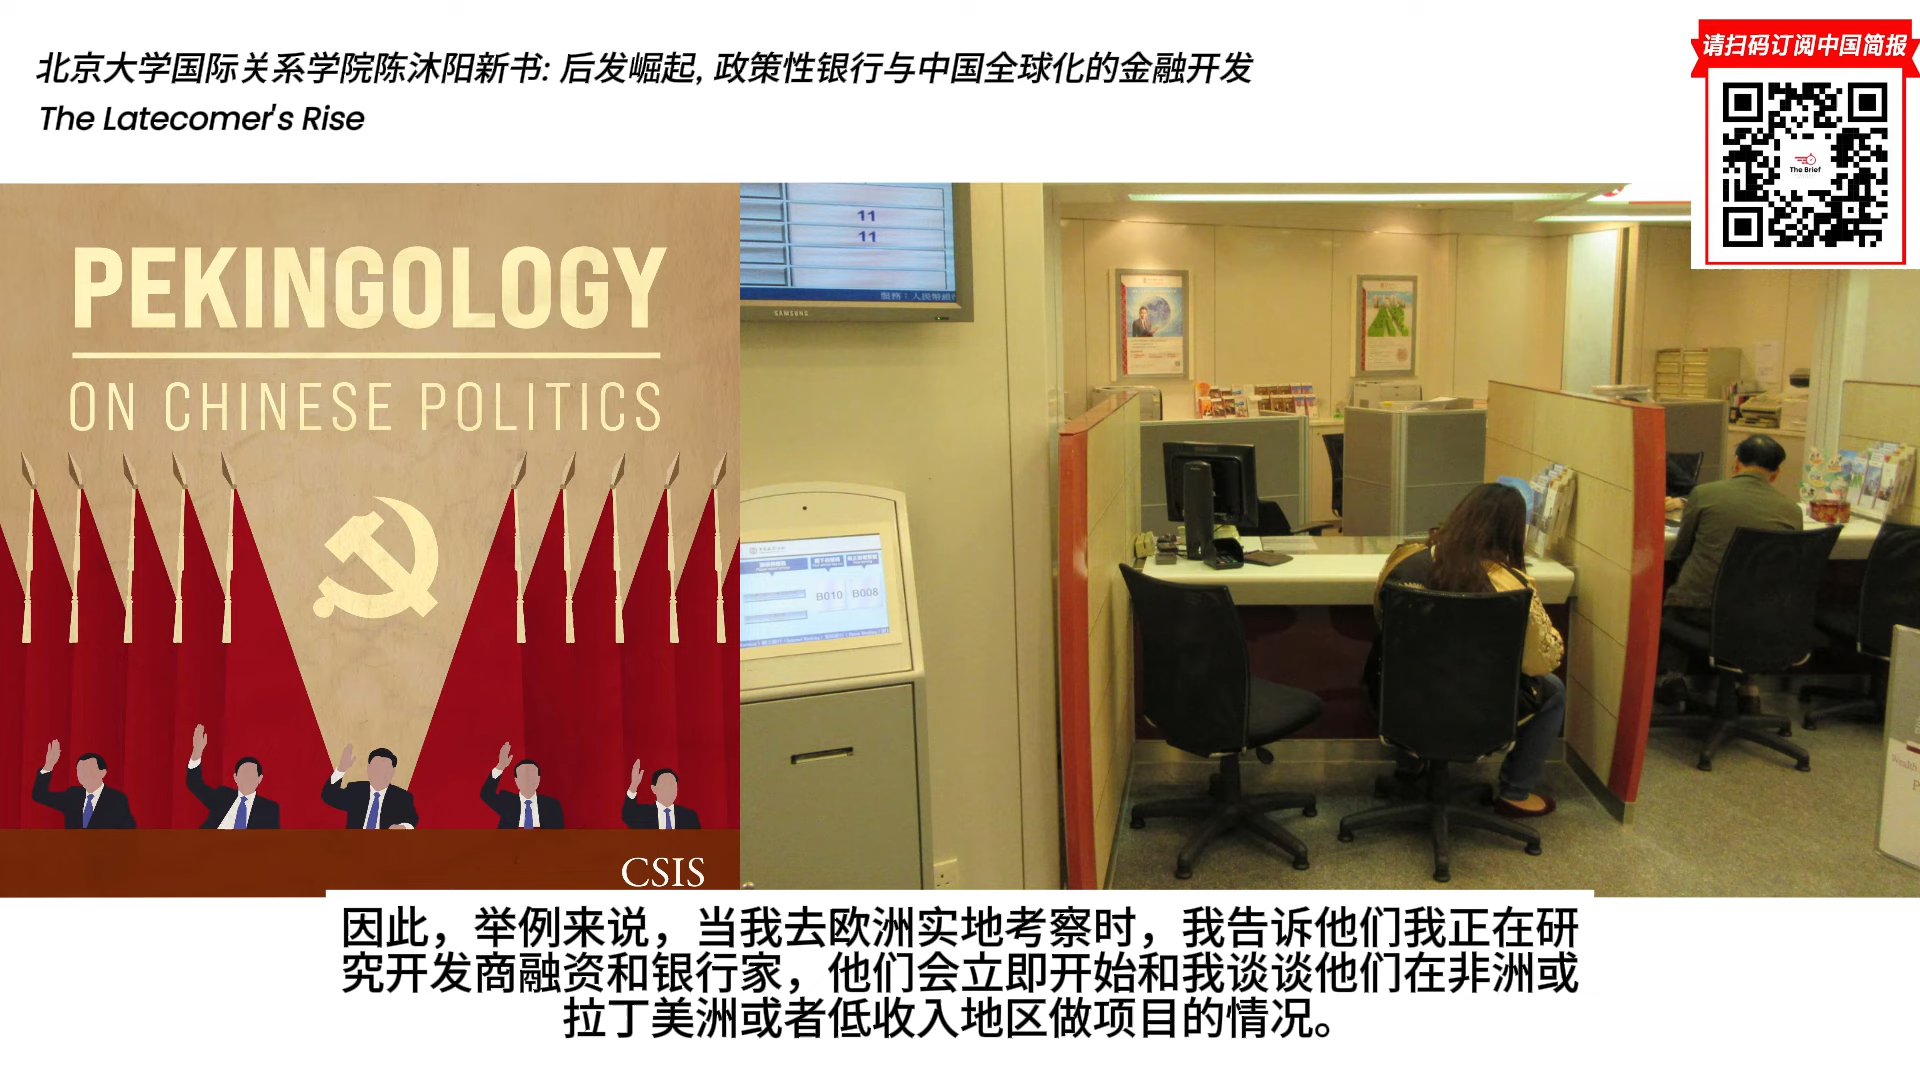 北京大学国际关系学院陈沐阳新书: 后发崛起, 政策性银行与中国全球化的金融开发
The Latecomer's Rise
请扫码订阅中国简报
The Brief
PEKINGOLOGY
ON CHINESE POLITICS
CSIS
11
11
SAMSUNG
B010 B008
因此，举例来说，当我去欧洲实地考察时，我告诉他们我正在研
究开发商融资和银行家，他们会立即开始和我谈谈他们在非洲或
拉丁美洲或者低收入地区做项目的情况。